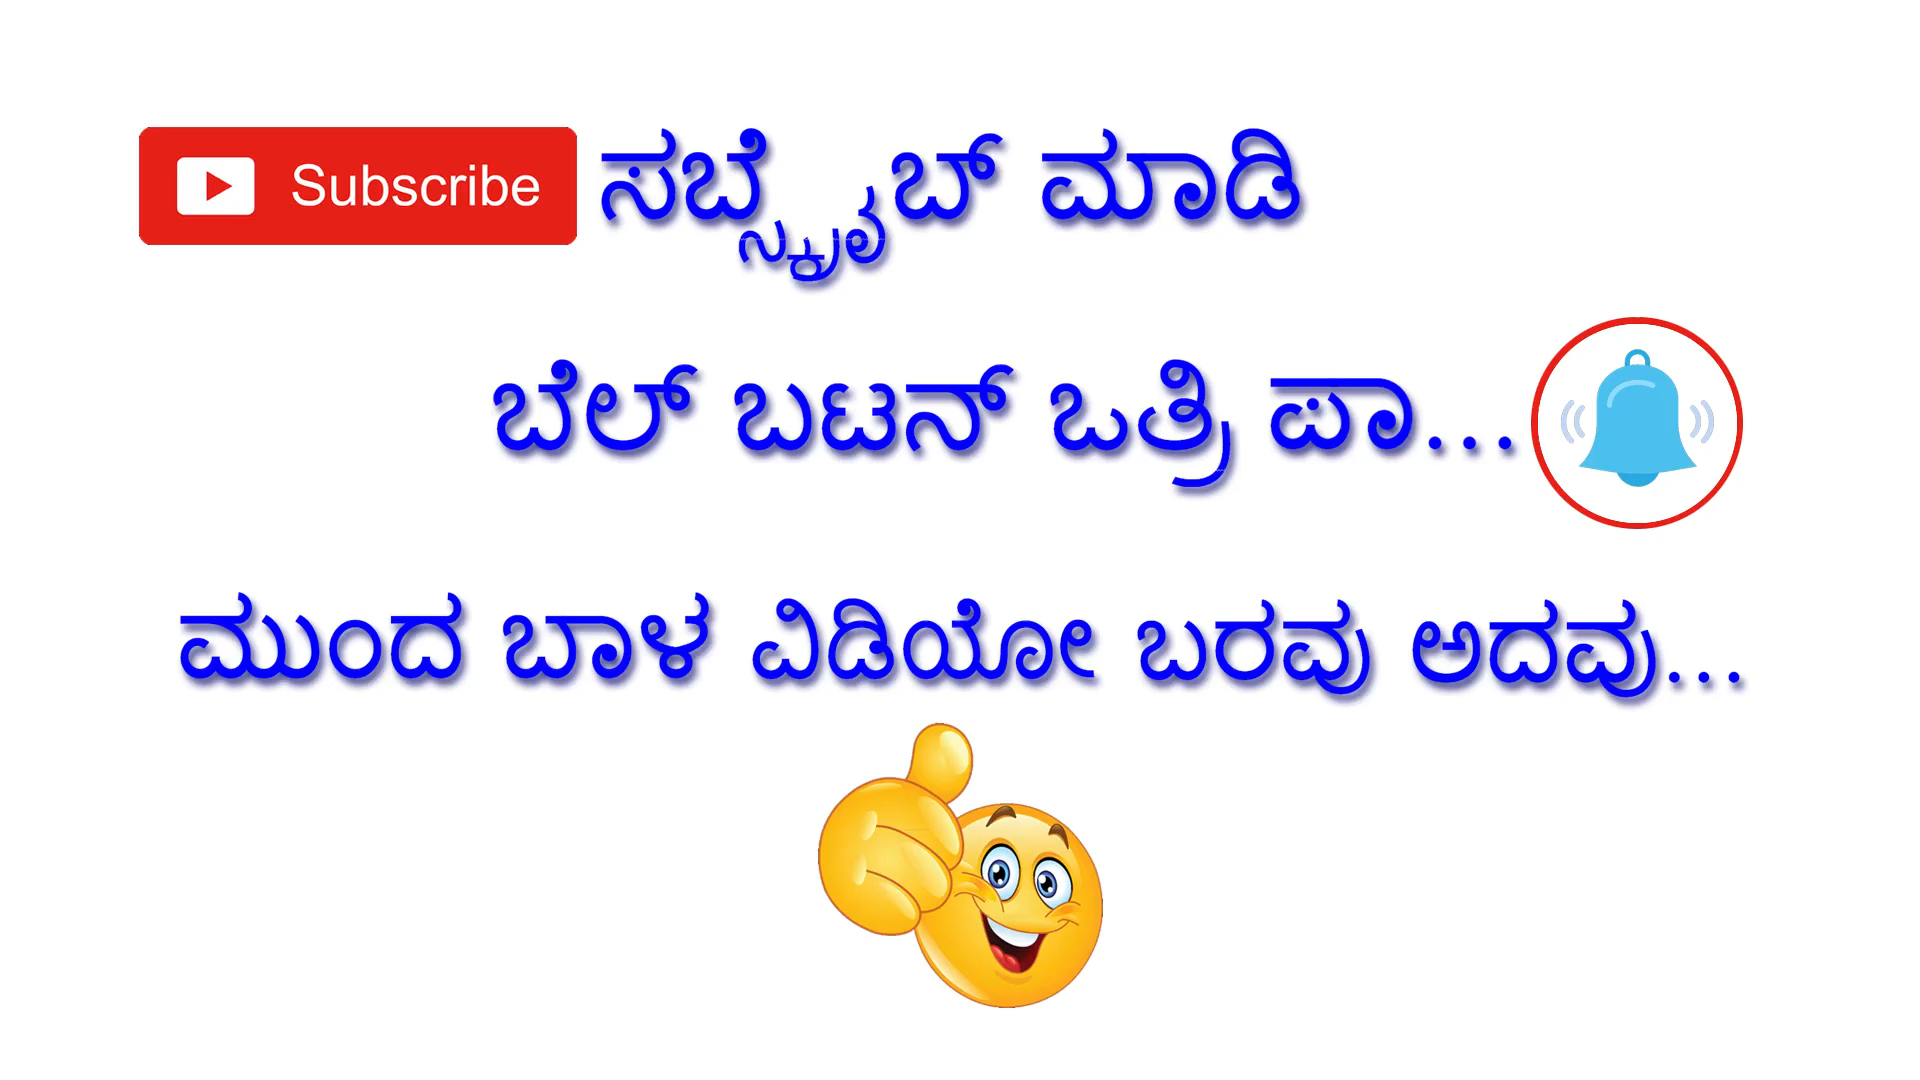 Subscribe ಸಬ್ಸ್ಕ್ರೈಬ್ ಮಾಡಿ
ಬೆಲ್ ಬಟನ್ ಒತ್ರಿ ಪಾ...
ಮುಂದ ಬಾಳ ವಿಡಿಯೋ ಬರವು ಅದವು...